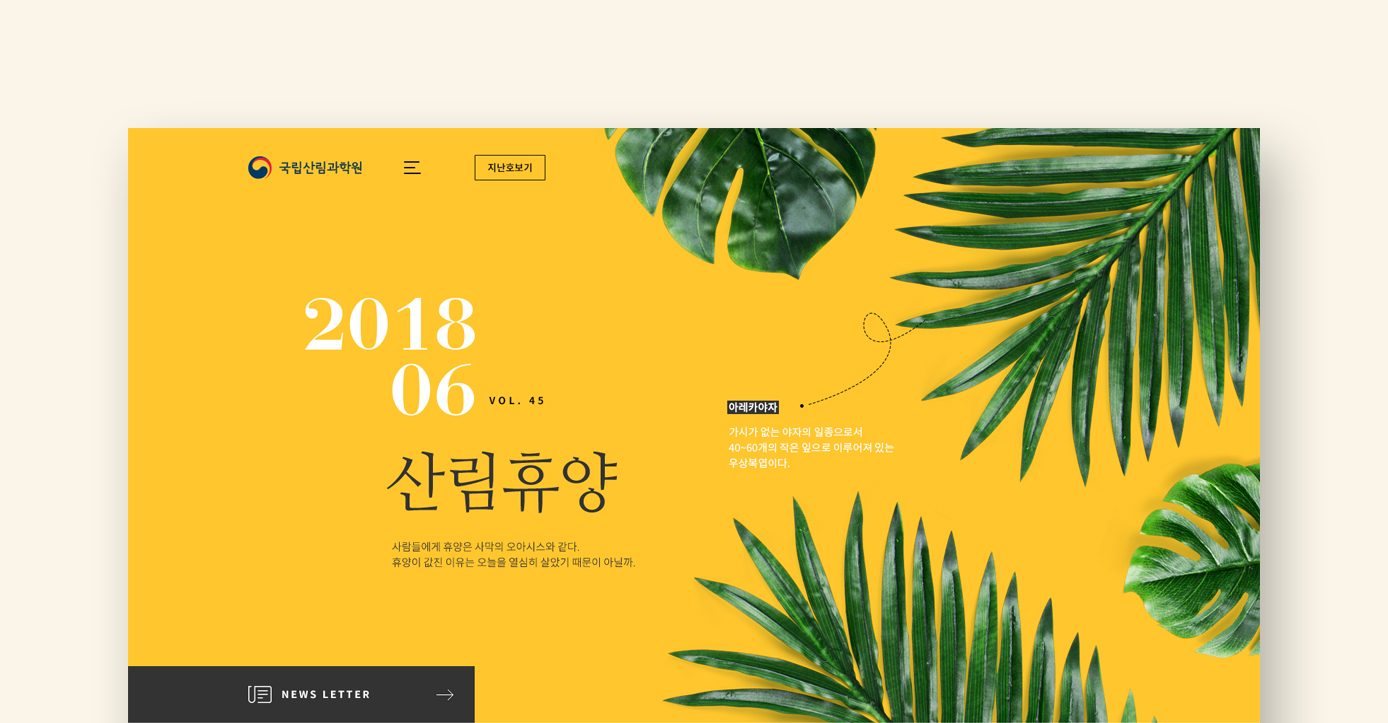 국립산림과학원
지난호보기
2018
06
VOL. 45
산림휴양
사람들에게 휴양은 사막의 오아시스와 같다.
휴양이 값진 이유는 오늘을 열심히 살았기 때문이 아닐까.
아레카야자
가시가 없는 야자의 일종으로서
40~60개의 작은 잎으로 이루어져 있는
우상복엽이다.
NEWS LETTER